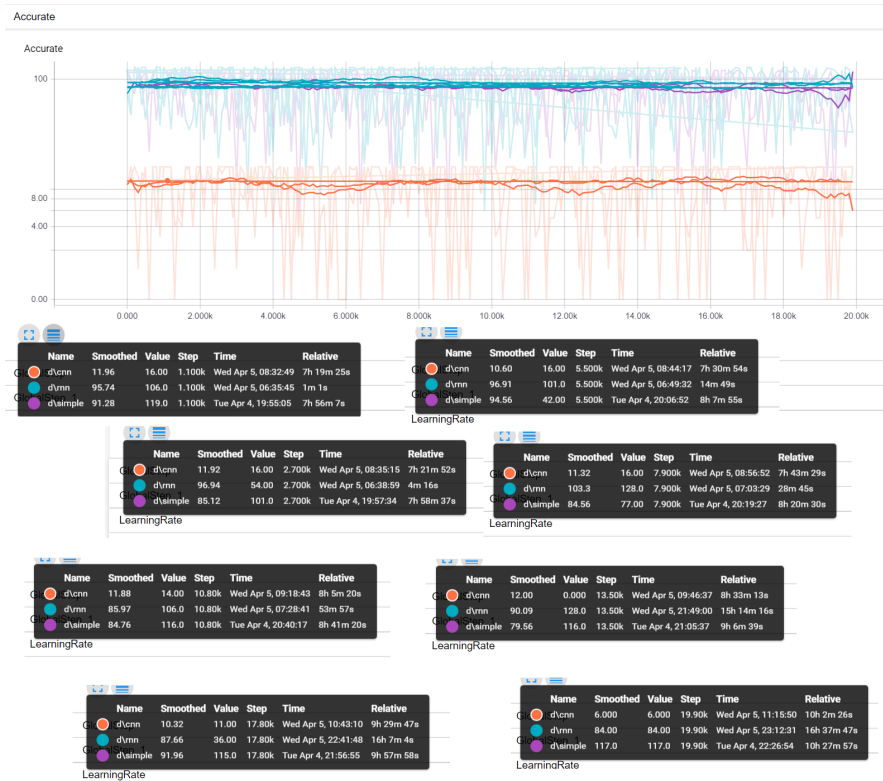 Accurate
Accurate
100
8.00
4.00
0.00
0.000 2.000k 4.000k 6.000k 8.000k 10.00k 12.00k 14.00k 16.00k 18.00k 20.00k
Name Smoothed Value Step Time Relative
d\cnn 11.96 16.00 1.100k Wed Apr 5, 08:32:49 7h 19m 25s
d\rnn 95.74 106.0 1.100k Wed Apr 5, 06:35:45 1m 1s
d\simple 91.28 119.0 1.100k Tue Apr 4, 19:55:05 7h 56m 7s
Name Smoothed Value Step Time Relative
d\cnn 10.60 16.00 5.500k Wed Apr 5, 08:44:17 7h 30m 54s
d\rnn 96.91 101.0 5.500k Wed Apr 5, 06:49:32 14m 49s
d\simple 94.56 42.00 5.500k Tue Apr 4, 20:06:52 8h 7m 55s
LearningRate
Name Smoothed Value Step Time Relative
d\cnn 11.92 16.00 2.700k Wed Apr 5, 08:35:15 7h 21m 52s
d\rnn 96.94 54.00 2.700k Wed Apr 5, 06:38:59 4m 16s
d\simple 85.12 101.0 2.700k Tue Apr 4, 19:57:34 7h 58m 37s
LearningRate
Name Smoothed Value Step Time Relative
d\cnn 11.32 16.00 7.900k Wed Apr 5, 08:56:52 7h 43m 29s
d\rnn 103.3 128.0 7.900k Wed Apr 5, 07:03:29 28m 45s
d\simple 84.56 77.00 7.900k Tue Apr 4, 20:19:27 8h 20m 30s
LearningRate
Name Smoothed Value Step Time Relative
d\cnn 11.88 14.00 10.80k Wed Apr 5, 09:18:43 8h 5m 20s
d\rnn 85.97 106.0 10.80k Wed Apr 5, 07:28:41 53m 57s
d\simple 84.76 116.0 10.80k Tue Apr 4, 20:40:17 8h 41m 20s
LearningRate
Name Smoothed Value Step Time Relative
d\cnn 12.00 0.000 13.50k Wed Apr 5, 09:46:37 8h 33m 13s
d\rnn 90.09 128.0 13.50k Wed Apr 5, 21:49:00 15h 14m 16s
d\simple 79.56 116.0 13.50k Tue Apr 4, 21:05:37 9h 6m 39s
LearningRate
Name Smoothed Value Step Time Relative
d\cnn 10.32 11.00 17.80k Wed Apr 5, 10:43:10 9h 29m 47s
d\rnn 87.66 36.00 17.80k Wed Apr 5, 22:41:48 16h 7m 4s
d\simple 91.96 115.0 17.80k Tue Apr 4, 21:56:55 9h 57m 58s
LearningRate
Name Smoothed Value Step Time Relative
d\cnn 6.000 6.000 19.90k Wed Apr 5, 11:15:50 10h 2m 26s
d\rnn 84.00 84.00 19.90k Wed Apr 5, 23:12:31 16h 37m 47s
d\simple 117.0 117.0 19.90k Tue Apr 4, 22:26:54 10h 27m 57s
LearningRate